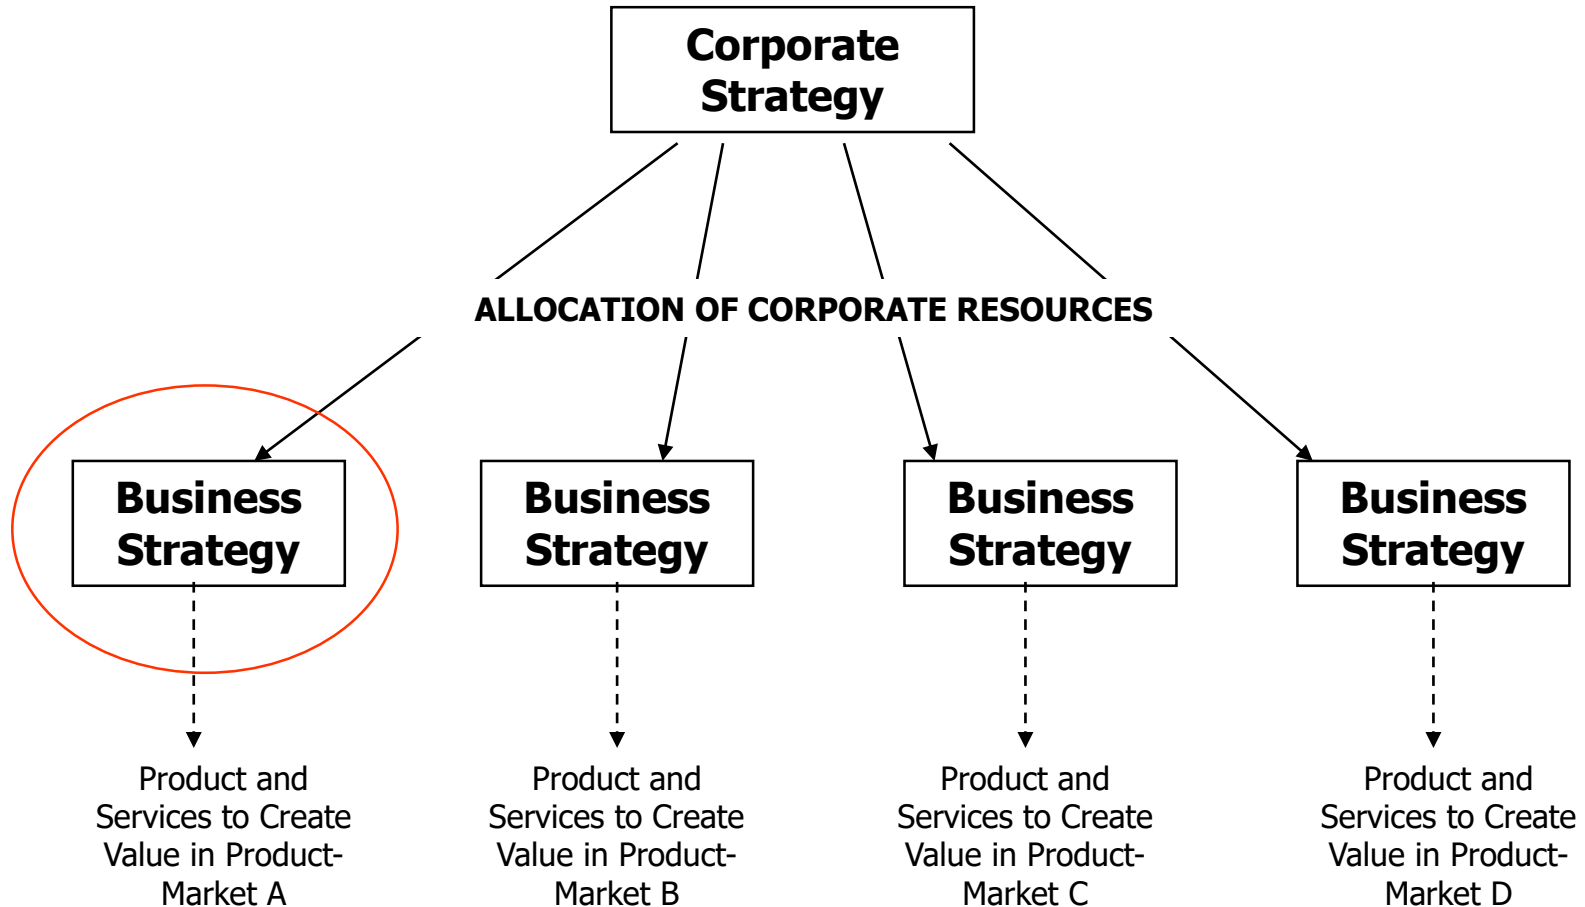 Corporate
Strategy
ALLOCATION OF CORPORATE RESOURCES
Business
Strategy
Business
Strategy
Business
Strategy
Business
Strategy
Product and
Services to Create
Value in Product-
Market A
Product and
Services to Create
Value in Product-
Market B
Product and
Services to Create
Value in Product-
Market C
Product and
Services to Create
Value in Product-
Market D